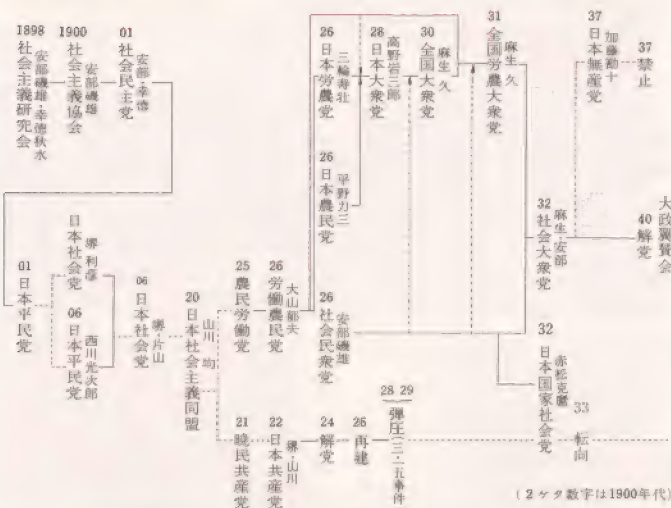 1898
社会主義研究会
安部磯雄・幸徳秋水
1900
社会主義協会
安部磯雄
01
社会民主党
安部・幸徳
01
日本平民党
日本社会党
堺利彦
06
日本平民党
西川光次郎
06
日本社会党
堺・片山
20
日本社会主義同盟
山川 均
25
農民労働党
26
労働農民党
大山郁夫
21
暁民共産党
22
日本共産党
堺・山川
24
解党
26
再建
28 29
弾圧(三・一五事件
26
日本労農党
三輪寿壮
26
日本農民党
平野力三
26
社会民衆党
安部磯雄
28
日本大衆党
高野岩三郎
30
全国大衆党
麻生 久
31
全国労農大衆党
麻生 久
32
社会大衆党
麻生・安部
32
日本国家社会党
赤松克麿
33
転向
37
日本無産党
加藤勘十
37
禁止
40
解党
大政翼賛会
(2ケタ数字は1900年代)